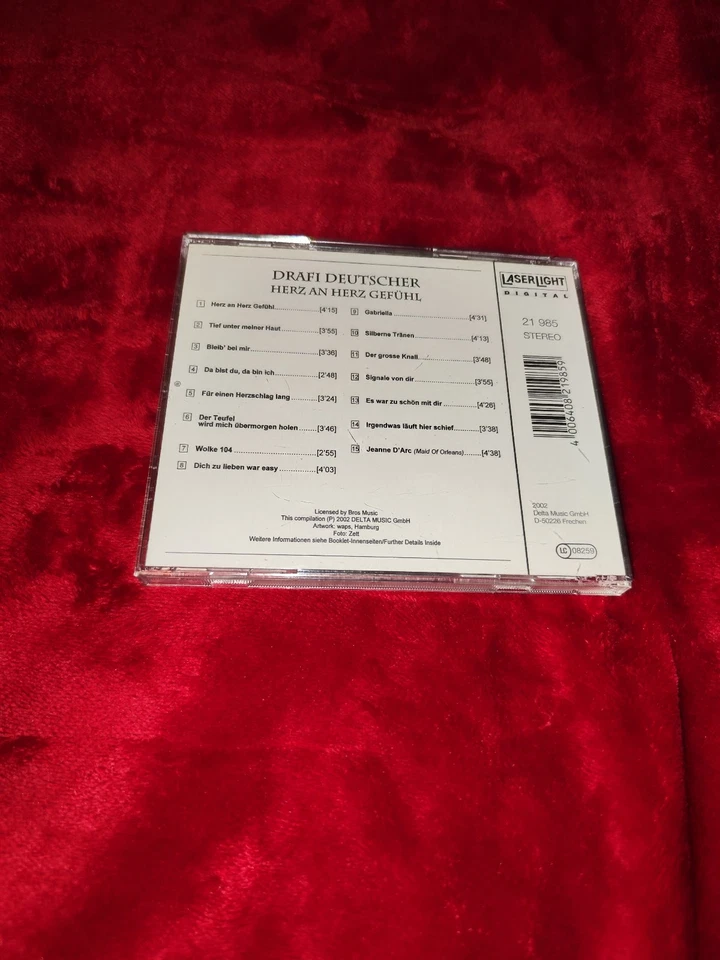 DRAFI DEUTSCHER
HERZ AN HERZ GEFÜHL
1 Herz an Herz Gefühl [4'15]
2 Tief unter meiner Haut [3'55]
3 Bleib' bei mir [3'36]
4 Da bist du, da bin ich [2'48]
5 Für einen Herzschlag lang [3'24]
6 Der Teufel
wird mich übermorgen holen [3'46]
7 Wolke 104 [2'55]
8 Dich zu lieben war easy [4'03]
9 Gabriella [4'31]
10 Silberne Tränen [4'13]
11 Der grosse Knall [3'48]
12 Signale von dir [3'55]
13 Es war zu schön mit dir [4'26]
14 Irgendwas läuft hier schief [3'38]
15 Jeanne D'Arc (Maid Of Orleans) [4'38]
Licensed by Bros Music
This compilation (P) 2002 DELTA MUSIC GmbH
Artwork: waps, Hamburg
Foto: Zett
Weitere Informationen siehe Booklet-Innenseiten/Further Details Inside
LASERLIGHT
DIGITAL
21 985
STEREO
4 006408 219859
2002
Delta Music GmbH
D-50226 Frechen
LC 08259